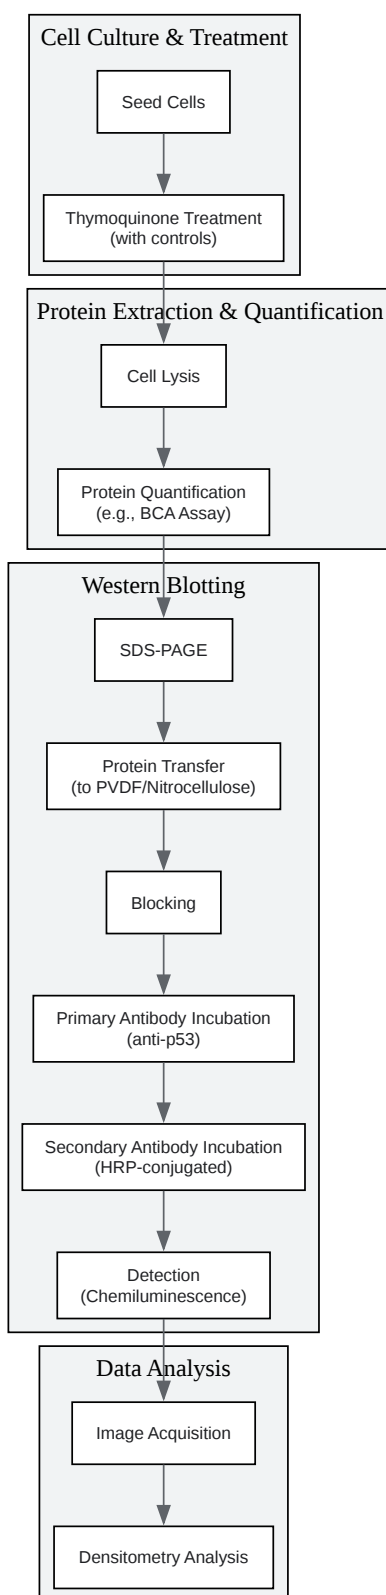 Cell Culture & Treatment
Seed Cells
Thymoquinone Treatment
(with controls)
Protein Extraction & Quantification
Cell Lysis
Protein Quantification
(e.g., BCA Assay)
Western Blotting
SDS-PAGE
Protein Transfer
(to PVDF/Nitrocellulose)
Blocking
Primary Antibody Incubation
(anti-p53)
Secondary Antibody Incubation
(HRP-conjugated)
Detection
(Chemiluminescence)
Data Analysis
Image Acquisition
Densitometry Analysis